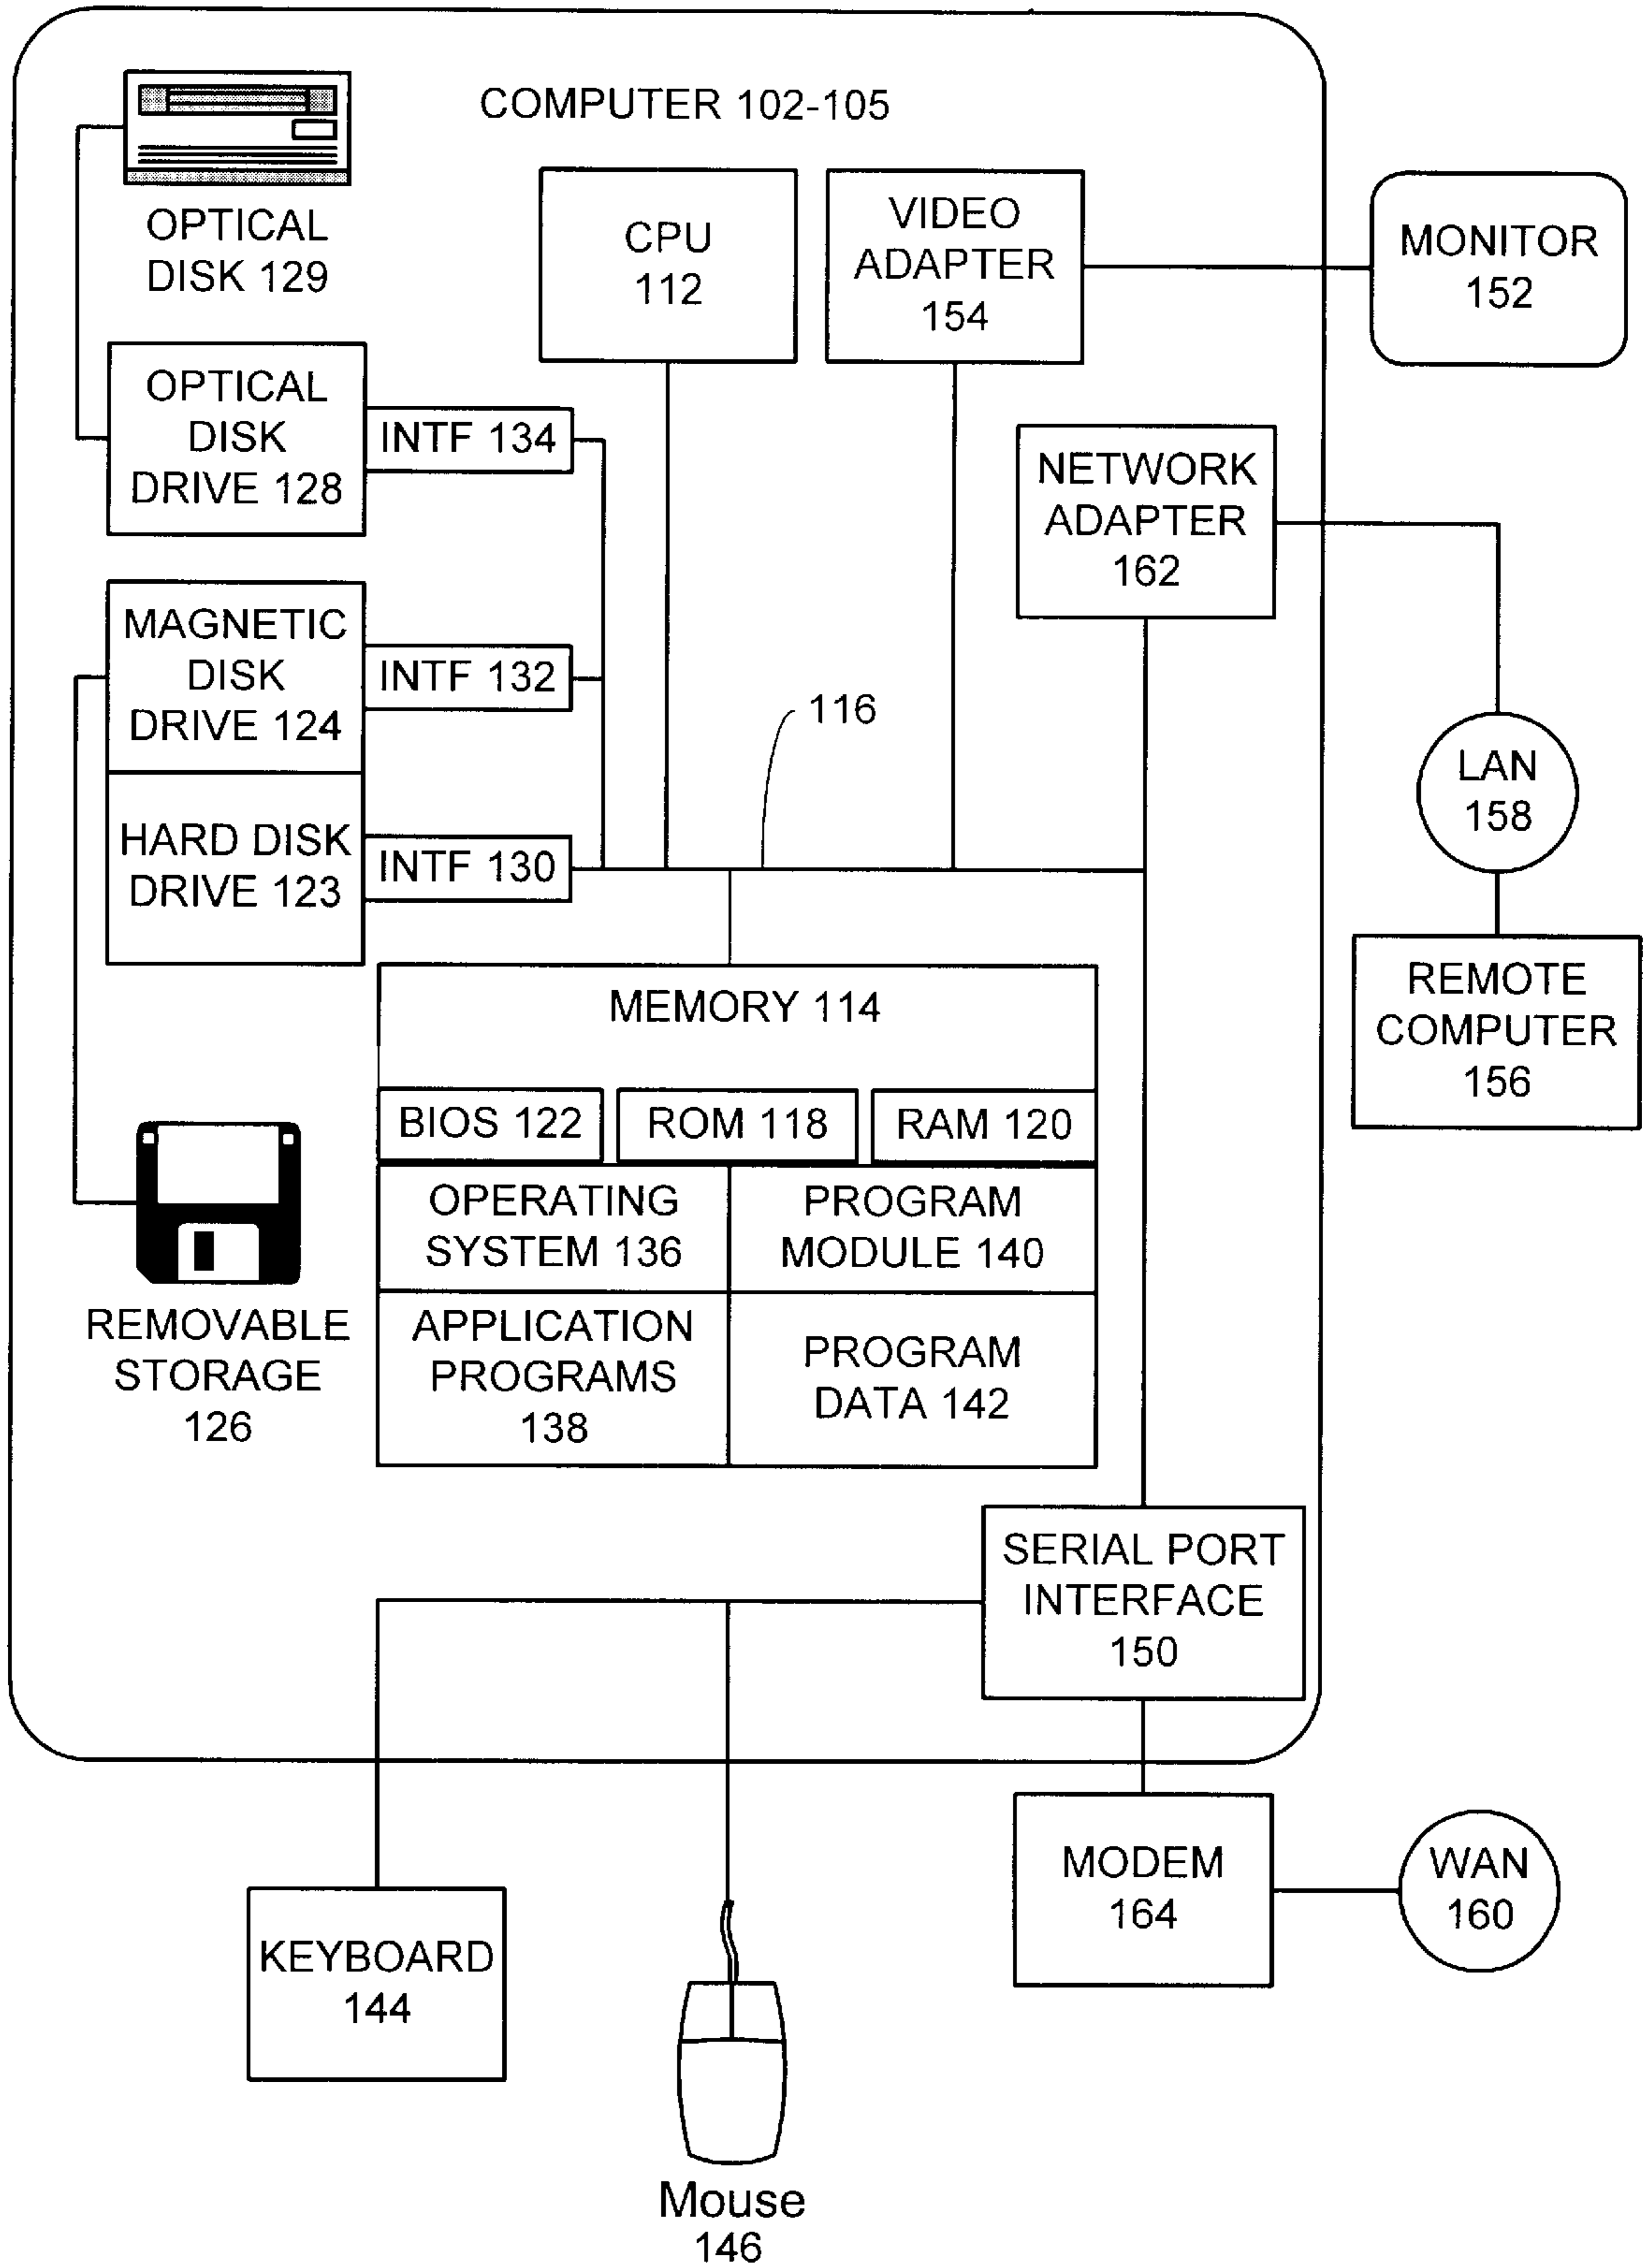 COMPUTER 102-105
OPTICAL
DISK 129
CPU
112
VIDEO
ADAPTER
154
MONITOR
152
OPTICAL
DISK
DRIVE 128
INTF 134
NETWORK
ADAPTER
162
MAGNETIC
DISK
DRIVE 124
INTF 132
116
LAN
158
HARD DISK
DRIVE 123
INTF 130
REMOTE
COMPUTER
156
MEMORY 114
BIOS 122
ROM 118
RAM 120
OPERATING
SYSTEM 136
PROGRAM
MODULE 140
REMOVABLE
STORAGE
126
APPLICATION
PROGRAMS
138
PROGRAM
DATA 142
SERIAL PORT
INTERFACE
150
MODEM
164
WAN
160
KEYBOARD
144
Mouse
146